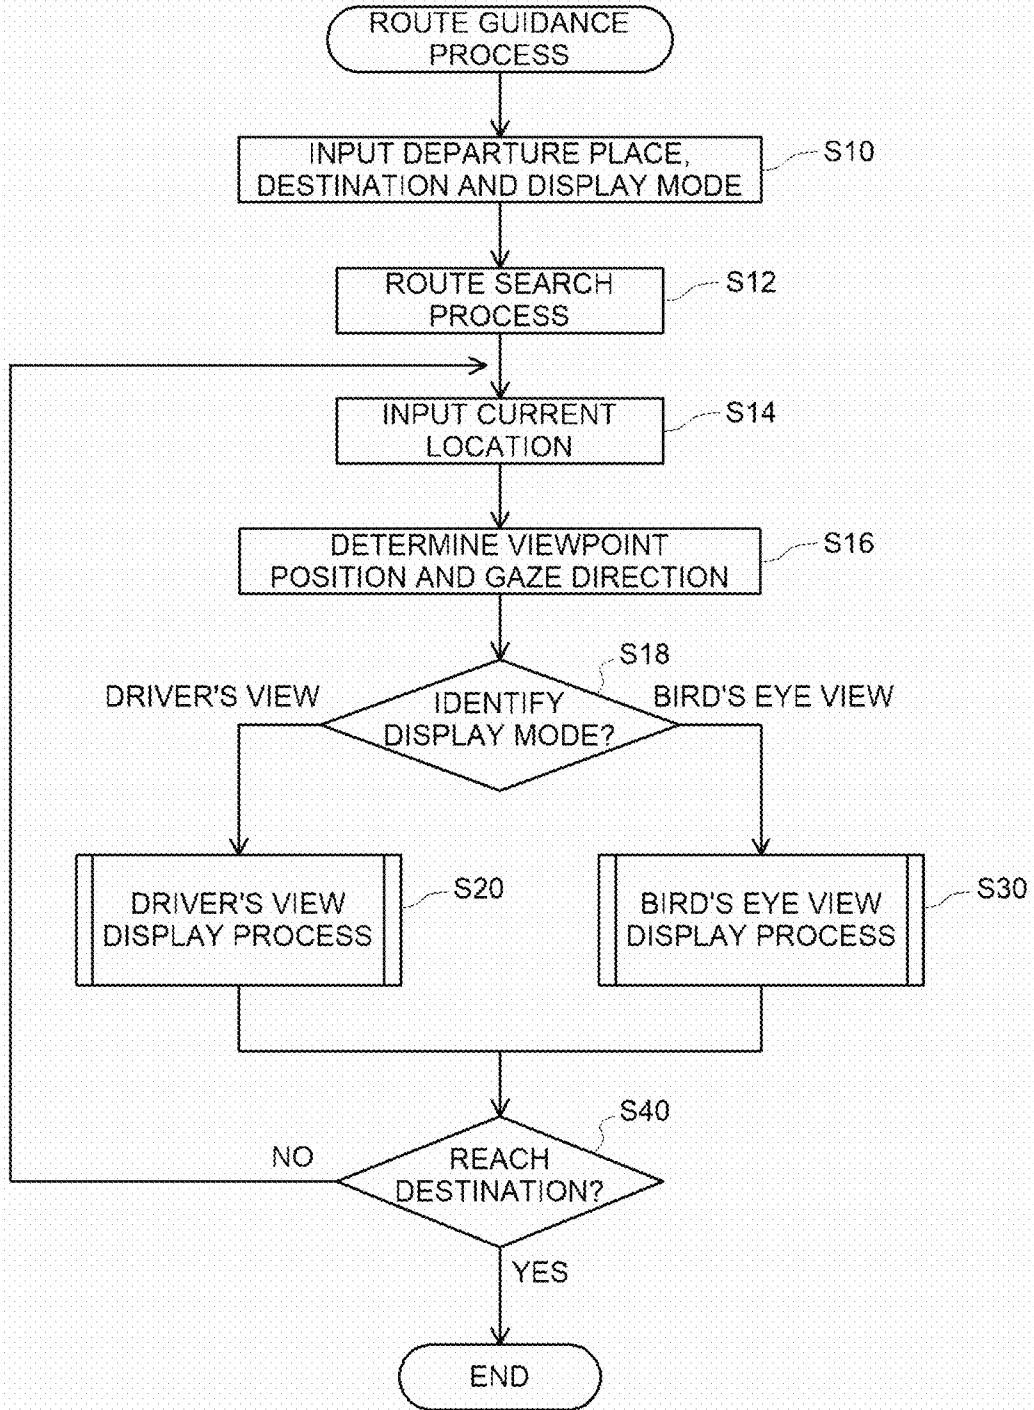 ROUTE GUIDANCE
PROCESS
INPUT DEPARTURE PLACE,
DESTINATION AND DISPLAY MODE
S10
ROUTE SEARCH
PROCESS
S12
INPUT CURRENT
LOCATION
S14
DETERMINE VIEWPOINT
POSITION AND GAZE DIRECTION
S16
S18
DRIVER'S VIEW
BIRD'S EYE VIEW
IDENTIFY
DISPLAY MODE?
DRIVER'S VIEW
DISPLAY PROCESS
S20
BIRD'S EYE VIEW
DISPLAY PROCESS
S30
S40
NO
REACH
DESTINATION?
YES
END